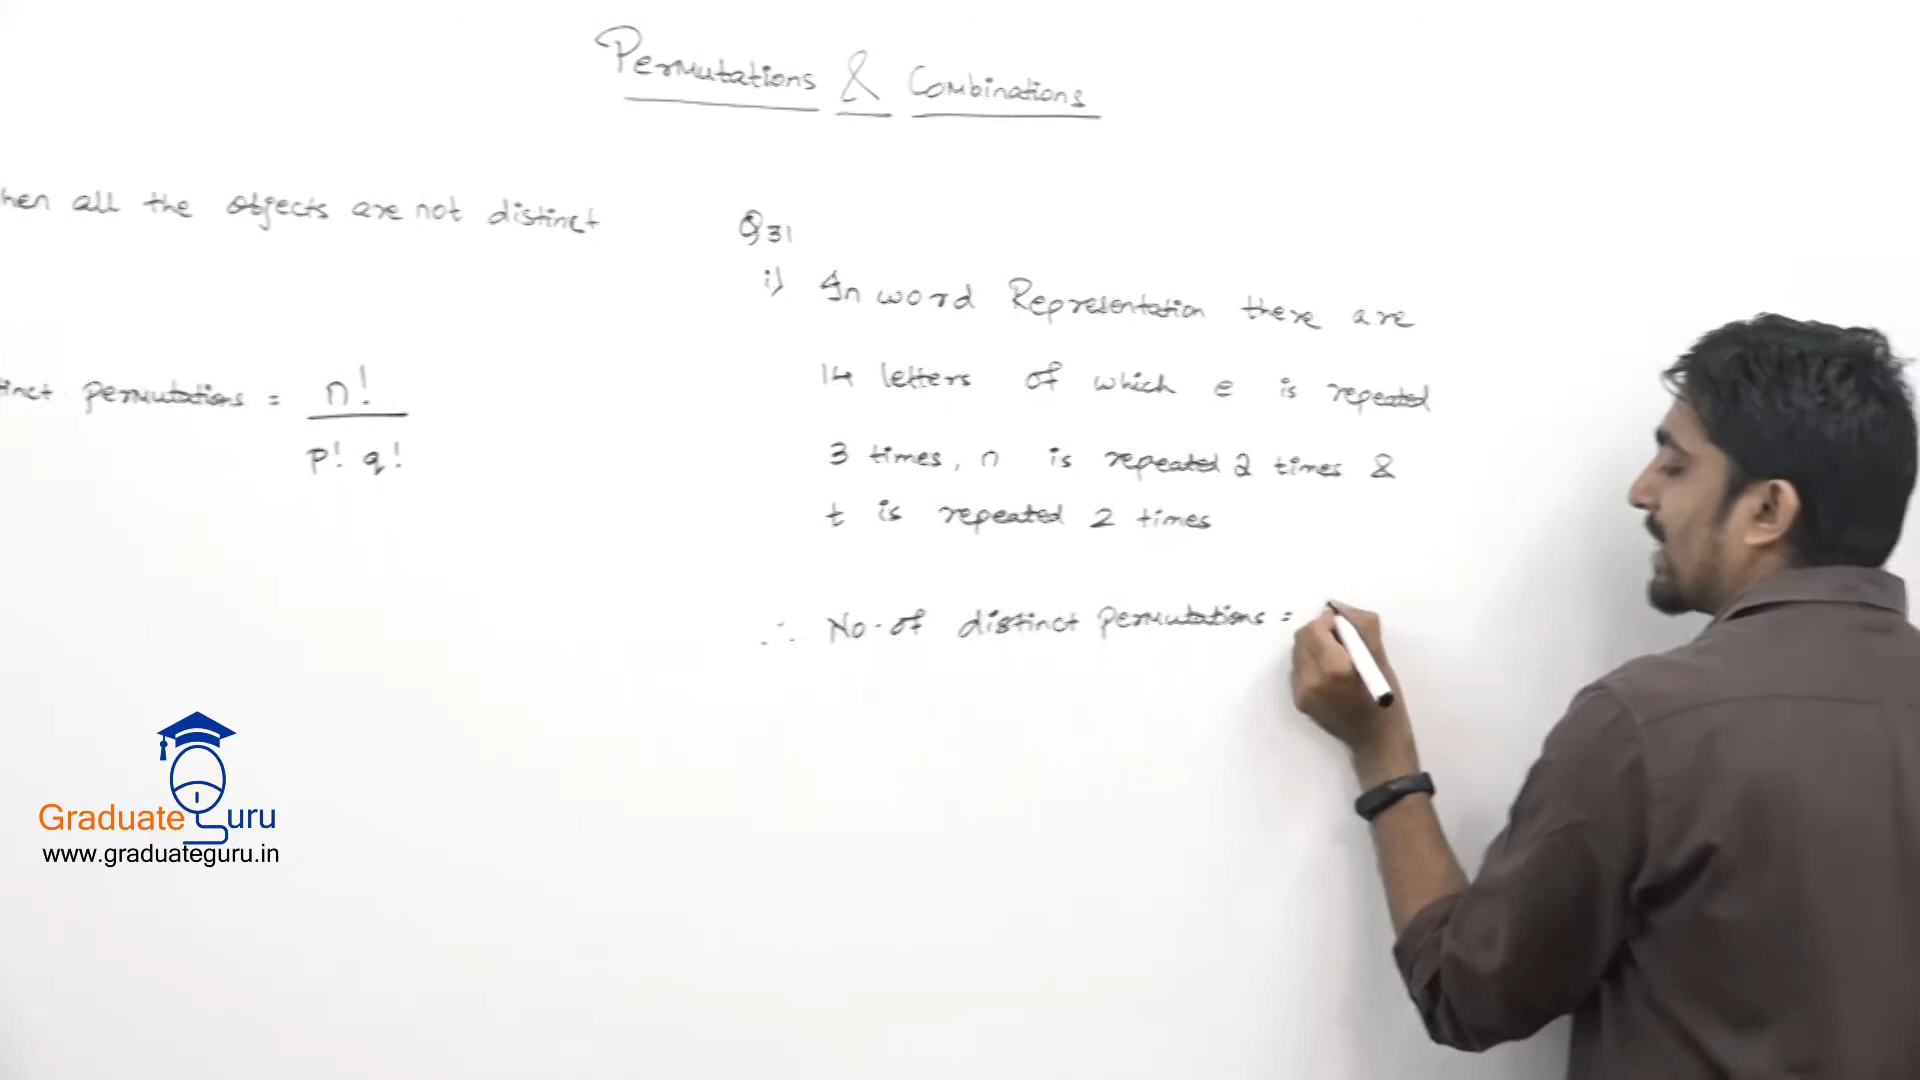 Permutations & Combinations
hen all the objects are not distinct
tinct permutations = n!
p! q!
Q31
i) In word Representation there are
14 letters of which e is repeated
3 times, n is repeated 2 times &
t is repeated 2 times
∴ No. of distinct permutations =
Graduate Guru
www.graduateguru.in